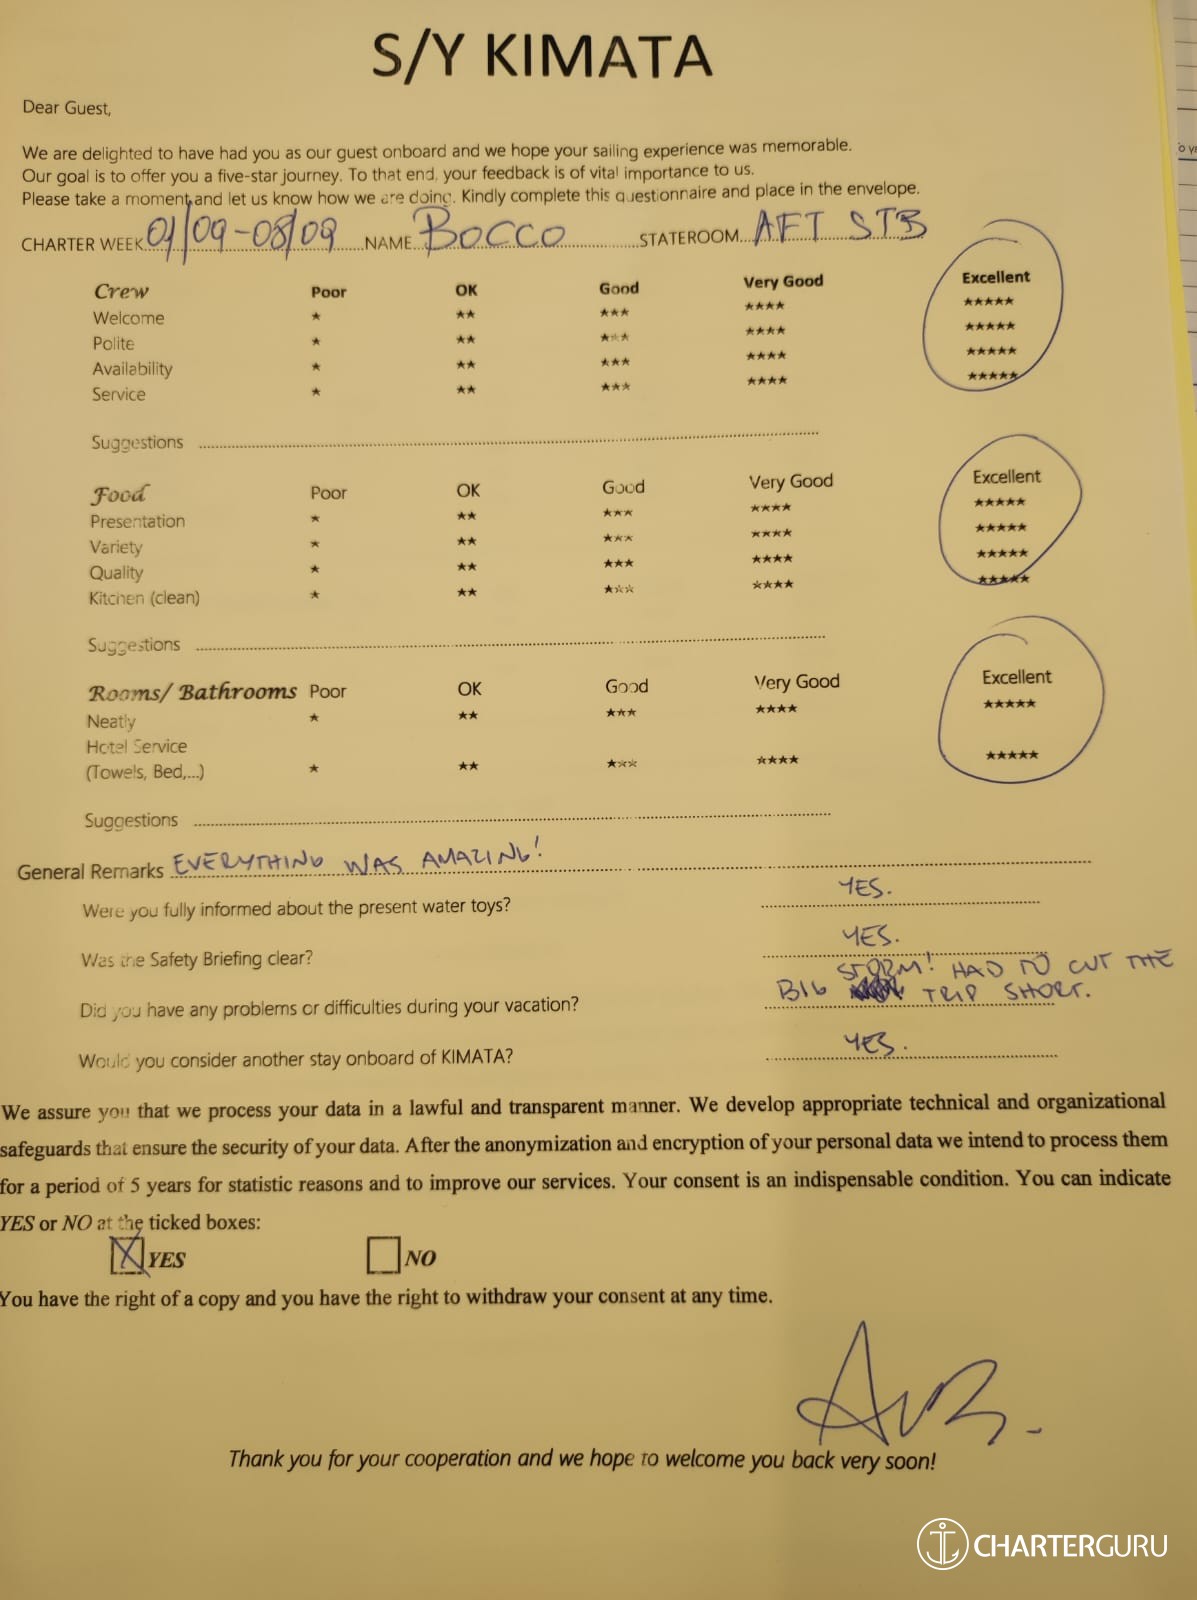 S/Y KIMATA
Dear Guest,
We are delighted to have had you as our guest onboard and we hope your sailing experience was memorable.
Our goal is to offer you a five-star journey. To that end, your feedback is of vital importance to us.
Please take a moment and let us know how we are doing. Kindly complete this questionnaire and place in the envelope.
CHARTER WEEK 01/09-08/09 NAME BOCCO STATEROOM AFT STB
Crew Poor OK Good Very Good Excellent
Welcome ★ ★★ ★★★ ★★★★ ★★★★★
Polite ★ ★★ ★★★ ★★★★ ★★★★★
Availability ★ ★★ ★★★ ★★★★ ★★★★★
Service ★ ★★ ★★★ ★★★★ ★★★★★
Suggestions
Food Poor OK Good Very Good Excellent
Presentation ★ ★★ ★★★ ★★★★ ★★★★★
Variety ★ ★★ ★★★ ★★★★ ★★★★★
Quality ★ ★★ ★★★ ★★★★ ★★★★★
Kitchen (clean) ★ ★★ ★★★ ★★★★ ★★★★★
Suggestions
Rooms/ Bathrooms Poor OK Good Very Good Excellent
Neatly ★ ★★ ★★★ ★★★★ ★★★★★
Hotel Service
(Towels, Bed,...) ★ ★★ ★★★ ★★★★ ★★★★★
Suggestions
General Remarks EVERYTHING WAS AMAZING!
Were you fully informed about the present water toys? YES.
Was the Safety Briefing clear? YES.
Did you have any problems or difficulties during your vacation? BIG STORM! HAD TO CUT THE TRIP SHORT.
Would you consider another stay onboard of KIMATA? YES.
We assure you that we process your data in a lawful and transparent manner. We develop appropriate technical and organizational
safeguards that ensure the security of your data. After the anonymization and encryption of your personal data we intend to process them
for a period of 5 years for statistic reasons and to improve our services. Your consent is an indispensable condition. You can indicate
YES or NO at the ticked boxes:
YES NO
You have the right of a copy and you have the right to withdraw your consent at any time.
Thank you for your cooperation and we hope to welcome you back very soon!
CHARTERGURU